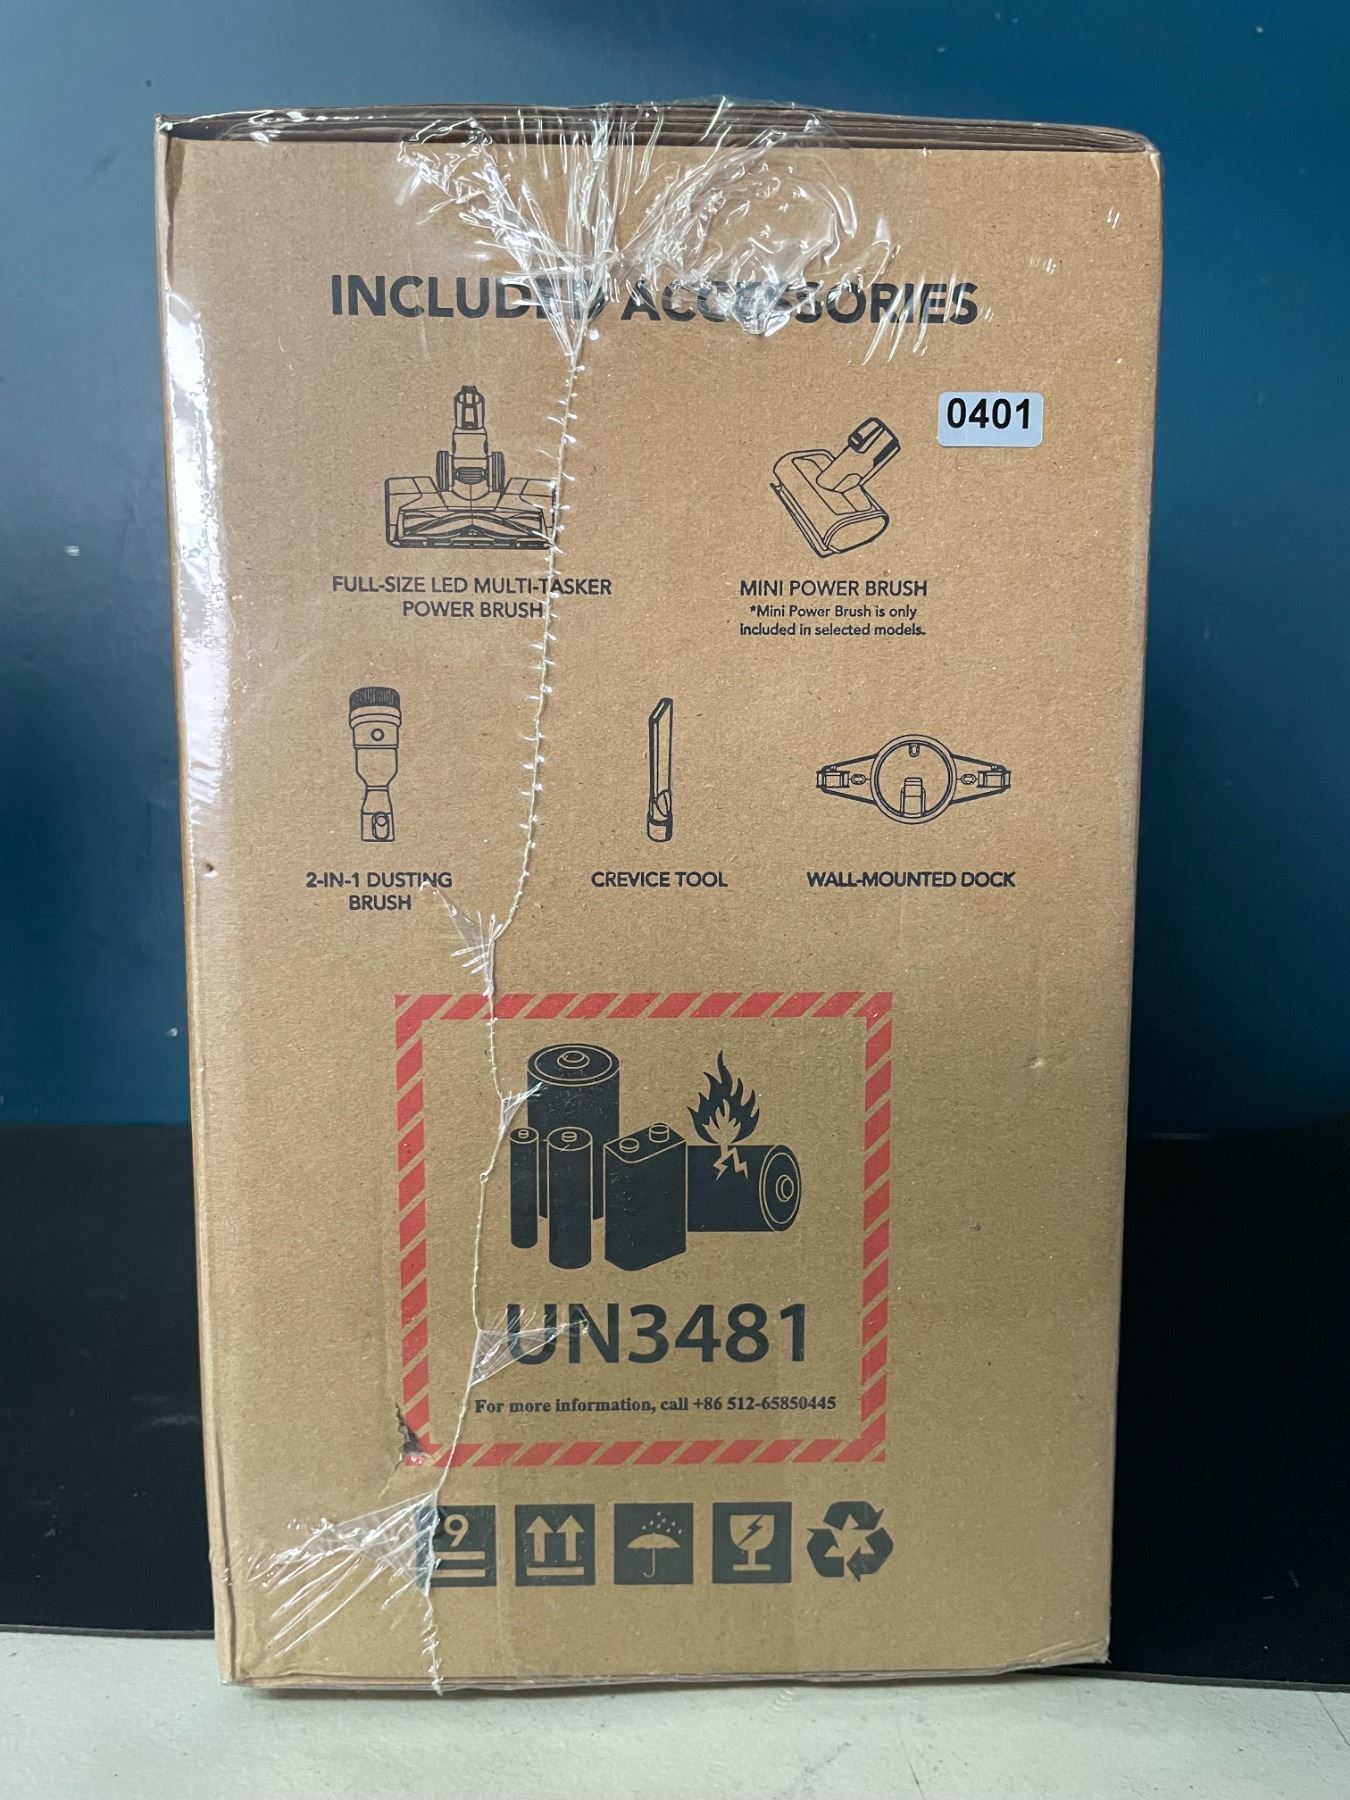 INCLUDED ACCESSORIES
0401
FULL-SIZE LED MULTI-TASKER
POWER BRUSH
MINI POWER BRUSH
*Mini Power Brush is only
included in selected models.
2-IN-1 DUSTING
BRUSH
CREVICE TOOL
WALL-MOUNTED DOCK
UN3481
For more information, call +86 512-65850445
9